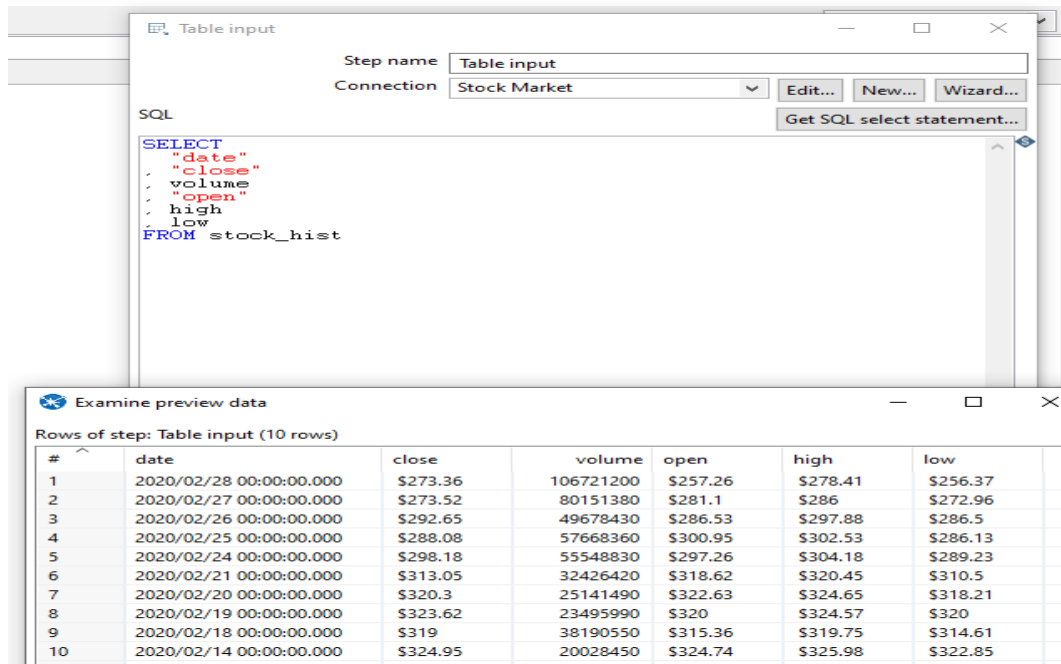 Table input
Step name Table input
Connection Stock Market Edit... New... Wizard...
SQL Get SQL select statement...
SELECT
"date"
, "close"
, volume
, "open"
, high
, low
FROM stock_hist
S
Examine preview data
Rows of step: Table input (10 rows)
# date close volume open high low
1 2020/02/28 00:00:00.000 $273.36 106721200 $257.26 $278.41 $256.37
2 2020/02/27 00:00:00.000 $273.52 80151380 $281.1 $286 $272.96
3 2020/02/26 00:00:00.000 $292.65 49678430 $286.53 $297.88 $286.5
4 2020/02/25 00:00:00.000 $288.08 57668360 $300.95 $302.53 $286.13
5 2020/02/24 00:00:00.000 $298.18 55548830 $297.26 $304.18 $289.23
6 2020/02/21 00:00:00.000 $313.05 32426420 $318.62 $320.45 $310.5
7 2020/02/20 00:00:00.000 $320.3 25141490 $322.63 $324.65 $318.21
8 2020/02/19 00:00:00.000 $323.62 23495990 $320 $324.57 $320
9 2020/02/18 00:00:00.000 $319 38190550 $315.36 $319.75 $314.61
10 2020/02/14 00:00:00.000 $324.95 20028450 $324.74 $325.98 $322.85